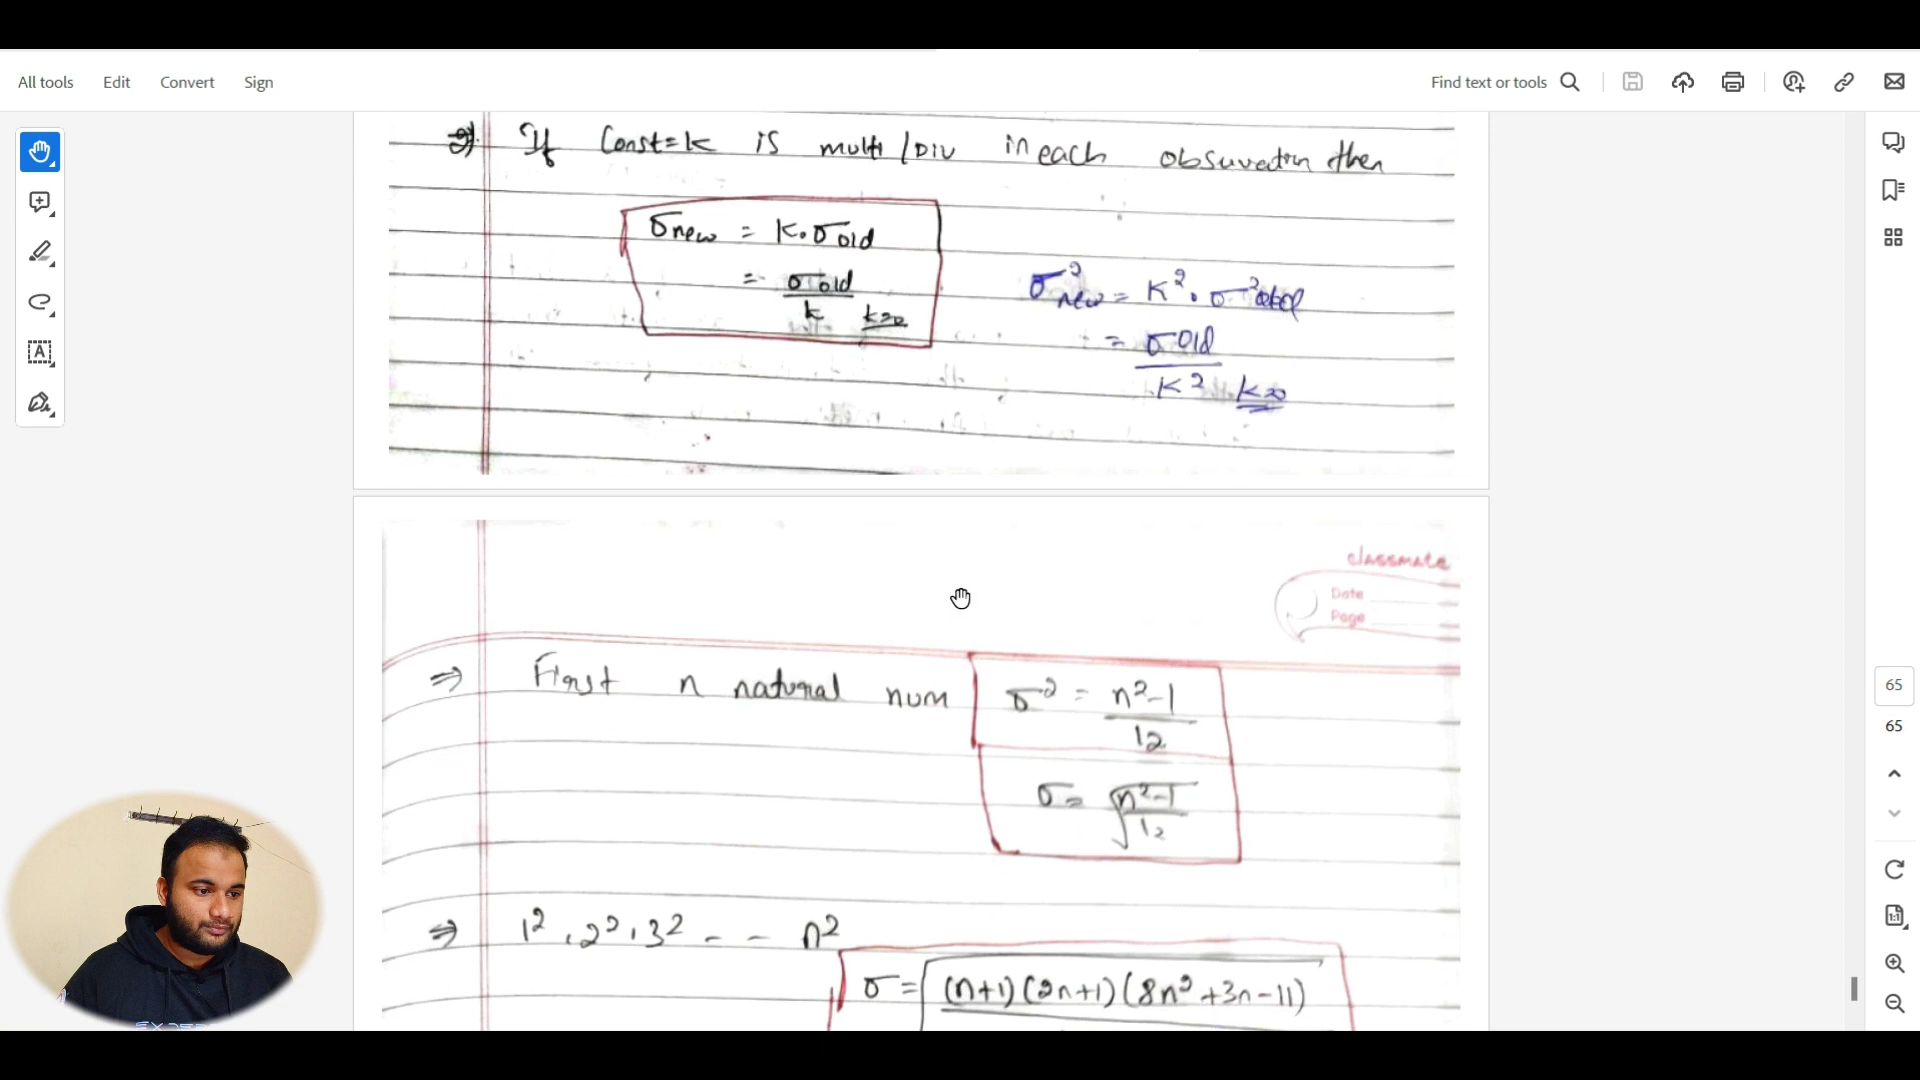 All tools Edit Convert Sign Find text or tools
If Const=k is multi/Div in each observation then
σnew = K.σold
= σold / k k>0
σ²new = K².σ²old
= σold / K² k>0
classmate
Date
Page
⇒ First n natural num σ² = n²-1 / 12
σ = √(n²-1 / 12)
⇒ 1², 2², 3² - - n²
σ = √(n+1)(2n+1)(8n²+3n-11)
65
65